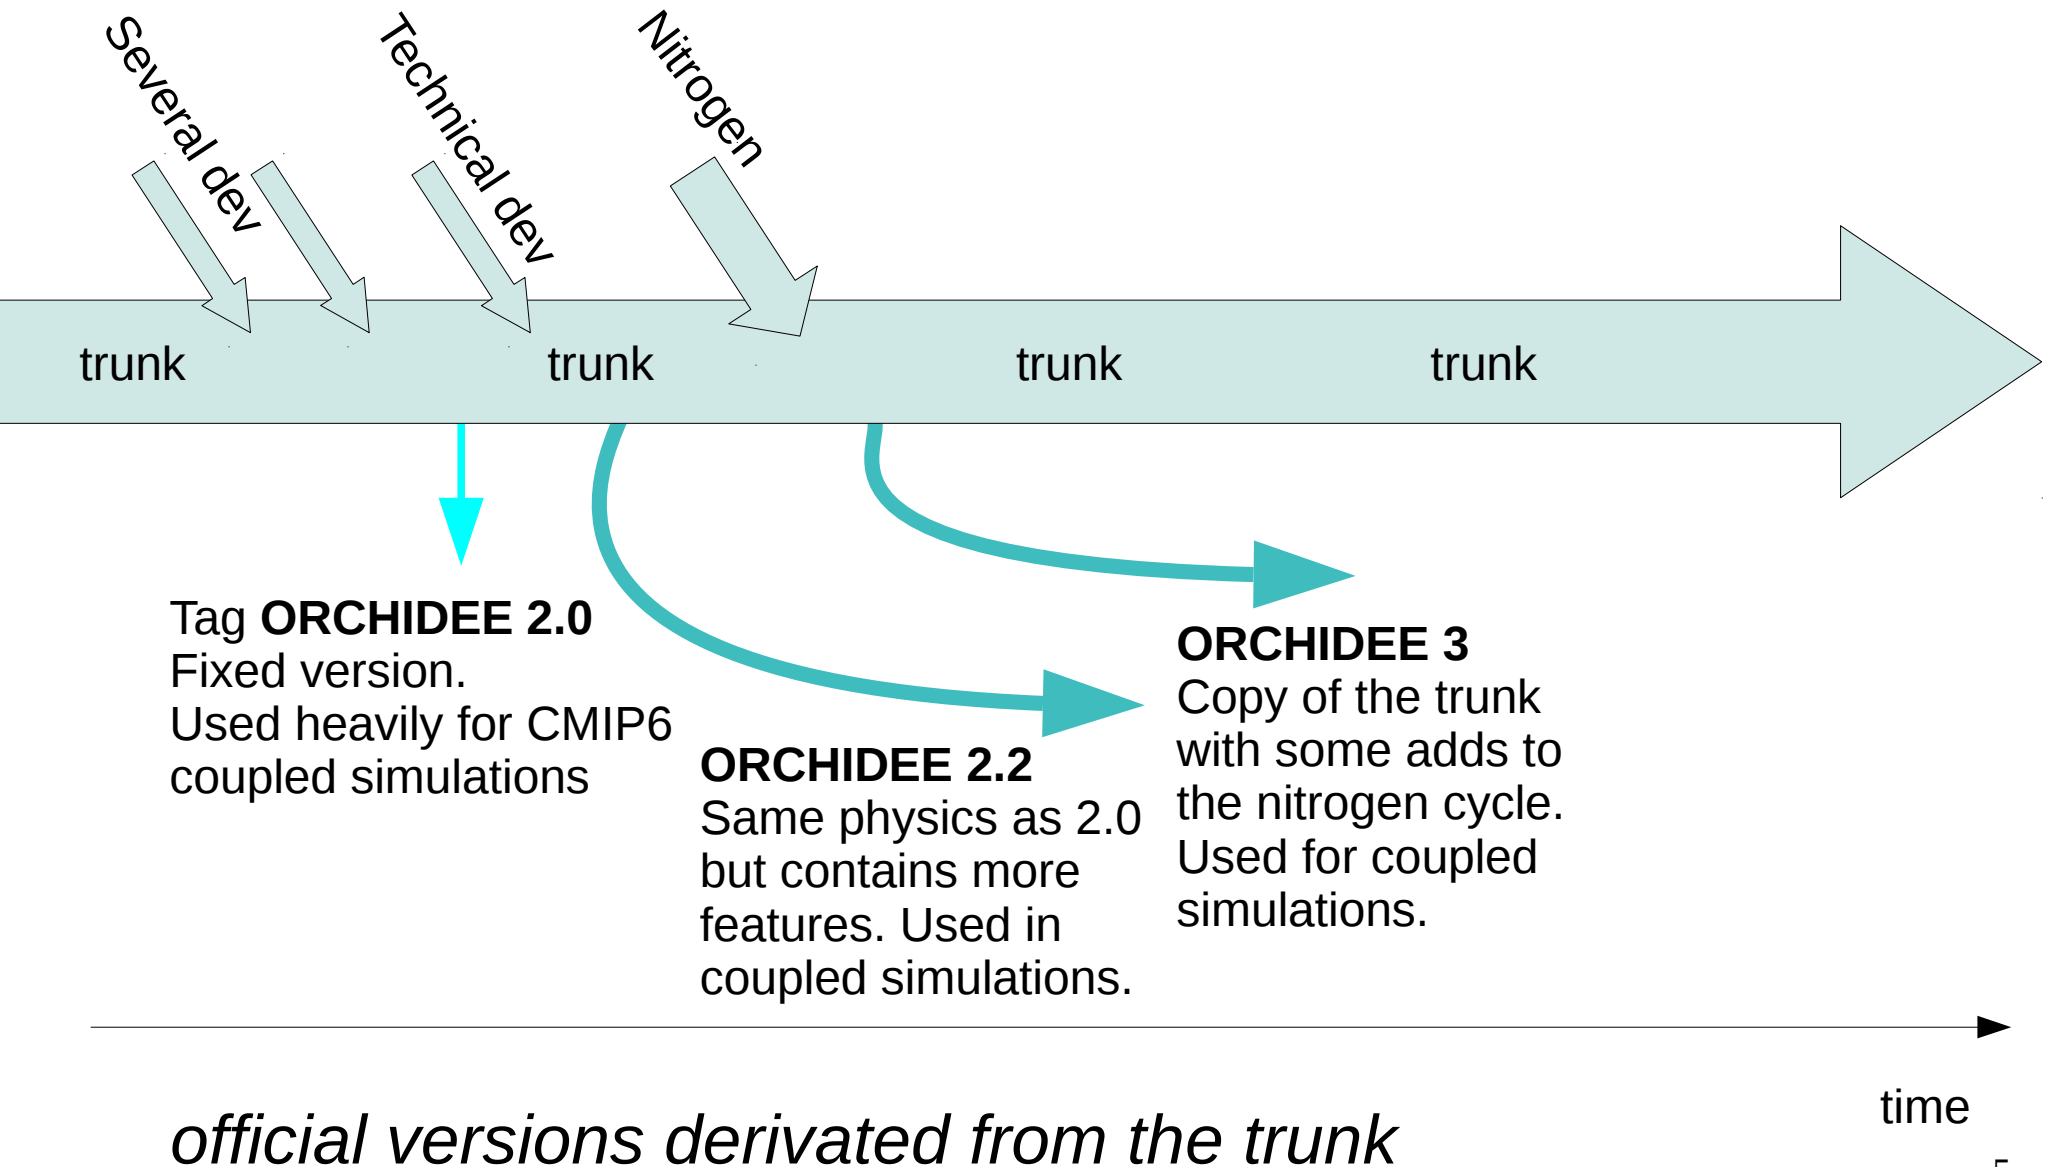 Several dev
Technical dev
Nitrogen
trunk
trunk
trunk
trunk
Tag ORCHIDEE 2.0
Fixed version.
Used heavily for CMIP6
coupled simulations
ORCHIDEE 2.2
Same physics as 2.0
but contains more
features. Used in
coupled simulations.
ORCHIDEE 3
Copy of the trunk
with some adds to
the nitrogen cycle.
Used for coupled
simulations.
time
official versions derivated from the trunk